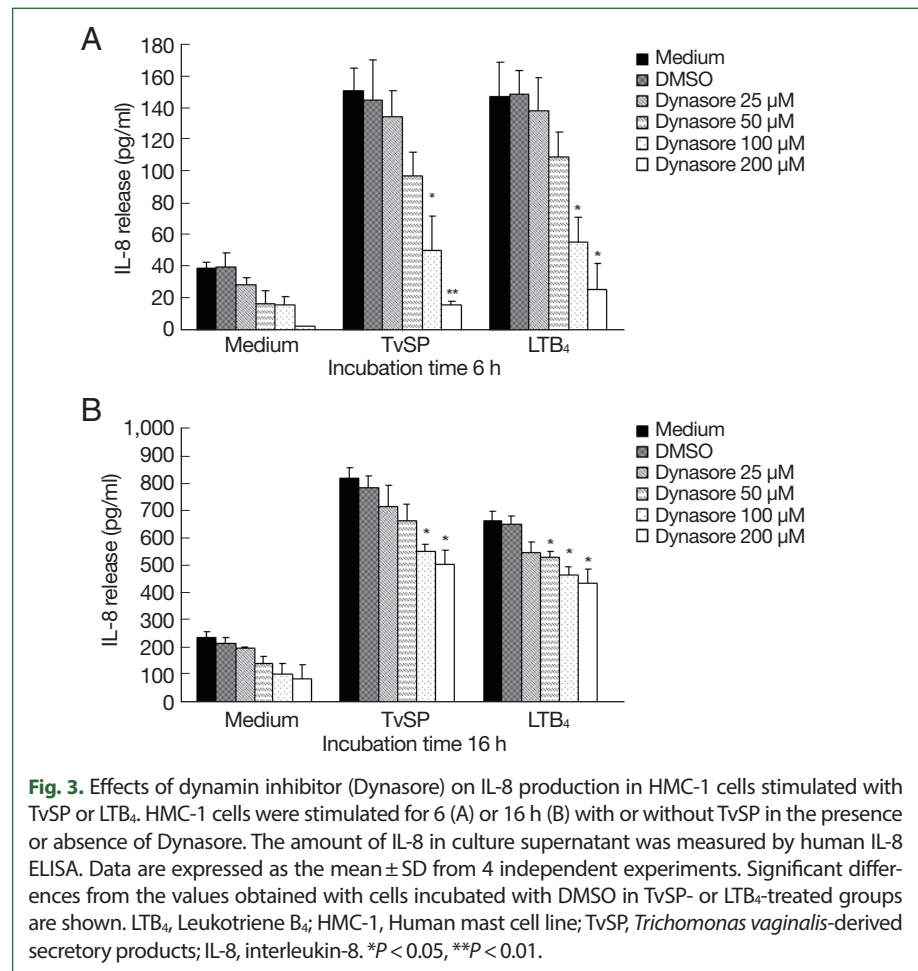 A
180
160
140
120
100
80
60
40
20
0
IL-8 release (pg/ml)
* ** * *
Medium TvSP LTB₄
Incubation time 6 h
Medium
DMSO
Dynasore 25 μM
Dynasore 50 μM
Dynasore 100 μM
Dynasore 200 μM
B
1,000
900
800
700
600
500
400
300
200
100
0
IL-8 release (pg/ml)
* * * * *
Medium TvSP LTB₄
Incubation time 16 h
Medium
DMSO
Dynasore 25 μM
Dynasore 50 μM
Dynasore 100 μM
Dynasore 200 μM
Fig. 3. Effects of dynamin inhibitor (Dynasore) on IL-8 production in HMC-1 cells stimulated with
TvSP or LTB₄. HMC-1 cells were stimulated for 6 (A) or 16 h (B) with or without TvSP in the presence
or absence of Dynasore. The amount of IL-8 in culture supernatant was measured by human IL-8
ELISA. Data are expressed as the mean±SD from 4 independent experiments. Significant differ-
ences from the values obtained with cells incubated with DMSO in TvSP- or LTB₄-treated groups
are shown. LTB₄, Leukotriene B₄; HMC-1, Human mast cell line; TvSP, Trichomonas vaginalis-derived
secretory products; IL-8, interleukin-8. *P<0.05, **P<0.01.